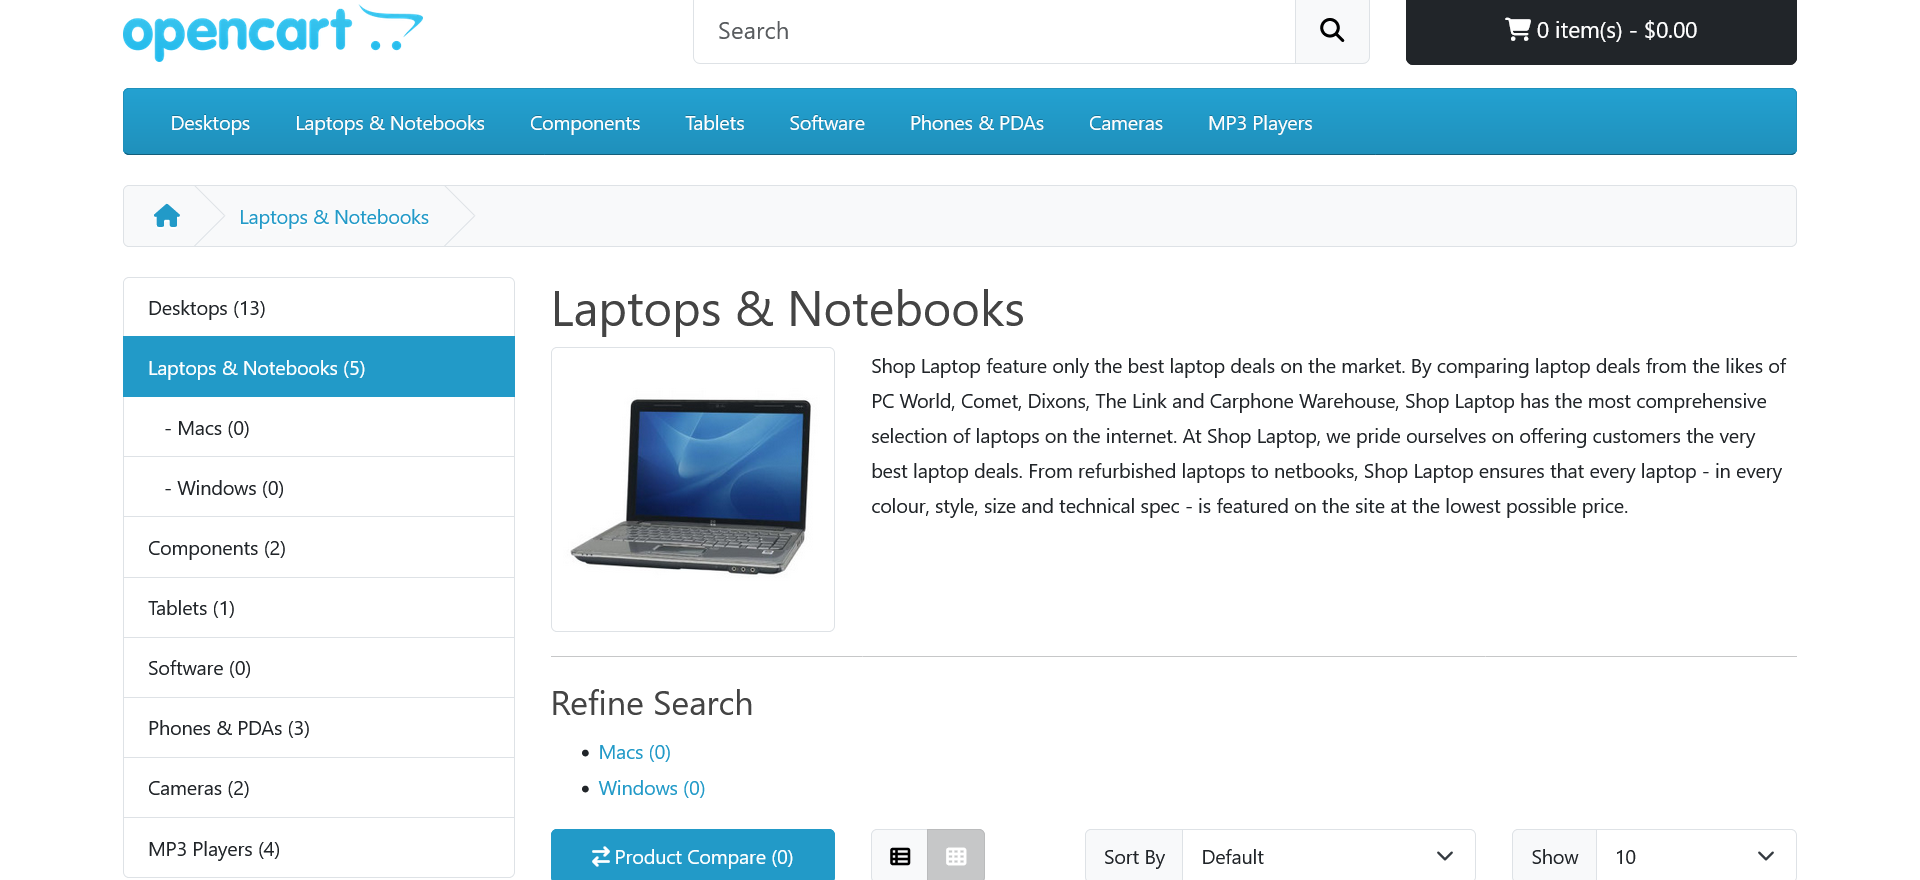 opencart
Search
0 item(s) - $0.00
Desktops
Laptops & Notebooks
Components
Tablets
Software
Phones & PDAs
Cameras
MP3 Players
Laptops & Notebooks
Desktops (13)
Laptops & Notebooks (5)
- Macs (0)
- Windows (0)
Components (2)
Tablets (1)
Software (0)
Phones & PDAs (3)
Cameras (2)
MP3 Players (4)
Laptops & Notebooks
Shop Laptop feature only the best laptop deals on the market. By comparing laptop deals from the likes of
PC World, Comet, Dixons, The Link and Carphone Warehouse, Shop Laptop has the most comprehensive
selection of laptops on the internet. At Shop Laptop, we pride ourselves on offering customers the very
best laptop deals. From refurbished laptops to netbooks, Shop Laptop ensures that every laptop - in every
colour, style, size and technical spec - is featured on the site at the lowest possible price.
Refine Search
Macs (0)
Windows (0)
Product Compare (0)
Sort By
Default
Show
10